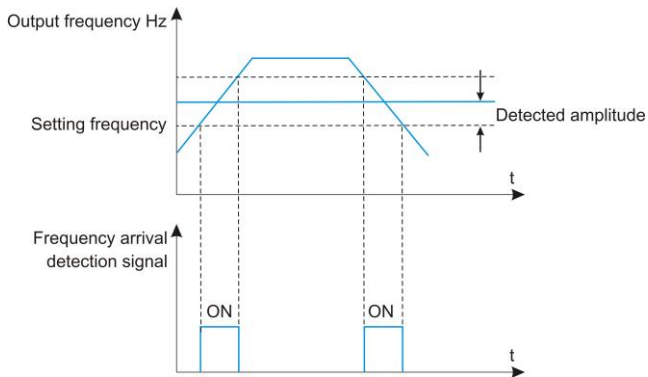 Output frequency Hz
Setting frequency
Detected amplitude
t
Frequency arrival
detection signal
ON
ON
t